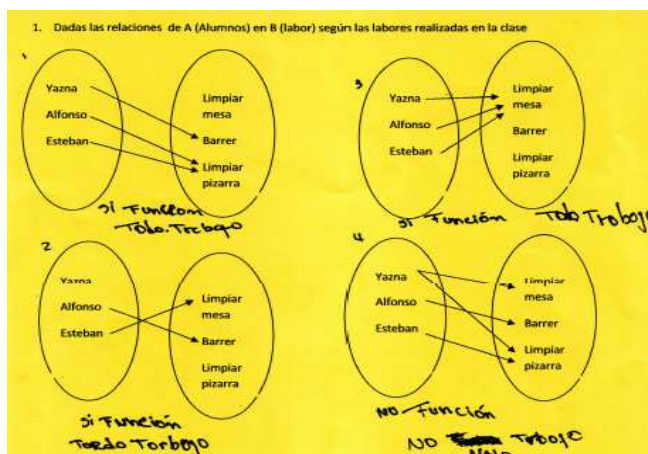 1. Dadas las relaciones de A (Alumnos) en B (labor) según las labores realizadas en la clase
1
Yazna
Alfonso
Esteban
Limpiar
mesa
Barrer
Limpiar
pizarra
si Función
3
Yazna
Alfonso
Esteban
Limpiar
mesa
Barrer
Limpiar
pizarra
si Función
2
Yazna
Alfonso
Esteban
Limpiar
mesa
Barrer
Limpiar
pizarra
si Función
4
Yazna
Alfonso
Esteban
Limpiar
mesa
Barrer
Limpiar
pizarra
NO Función
NO